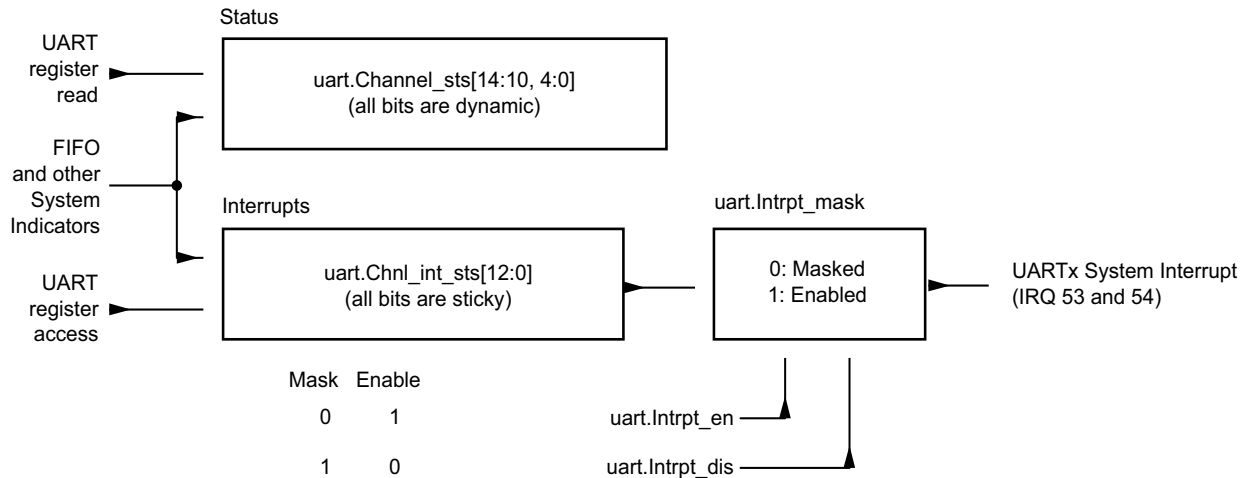 Status
UART
register
read
uart.Channel_sts[14:10, 4:0]
(all bits are dynamic)
FIFO
and other
System
Indicators
Interrupts
uart.Chnl_int_sts[12:0]
(all bits are sticky)
uart.Intrpt_mask
0: Masked
1: Enabled
UARTx System Interrupt
(IRQ 53 and 54)
UART
register
access
Mask Enable
0 1
1 0
uart.Intrpt_en
uart.Intrpt_dis